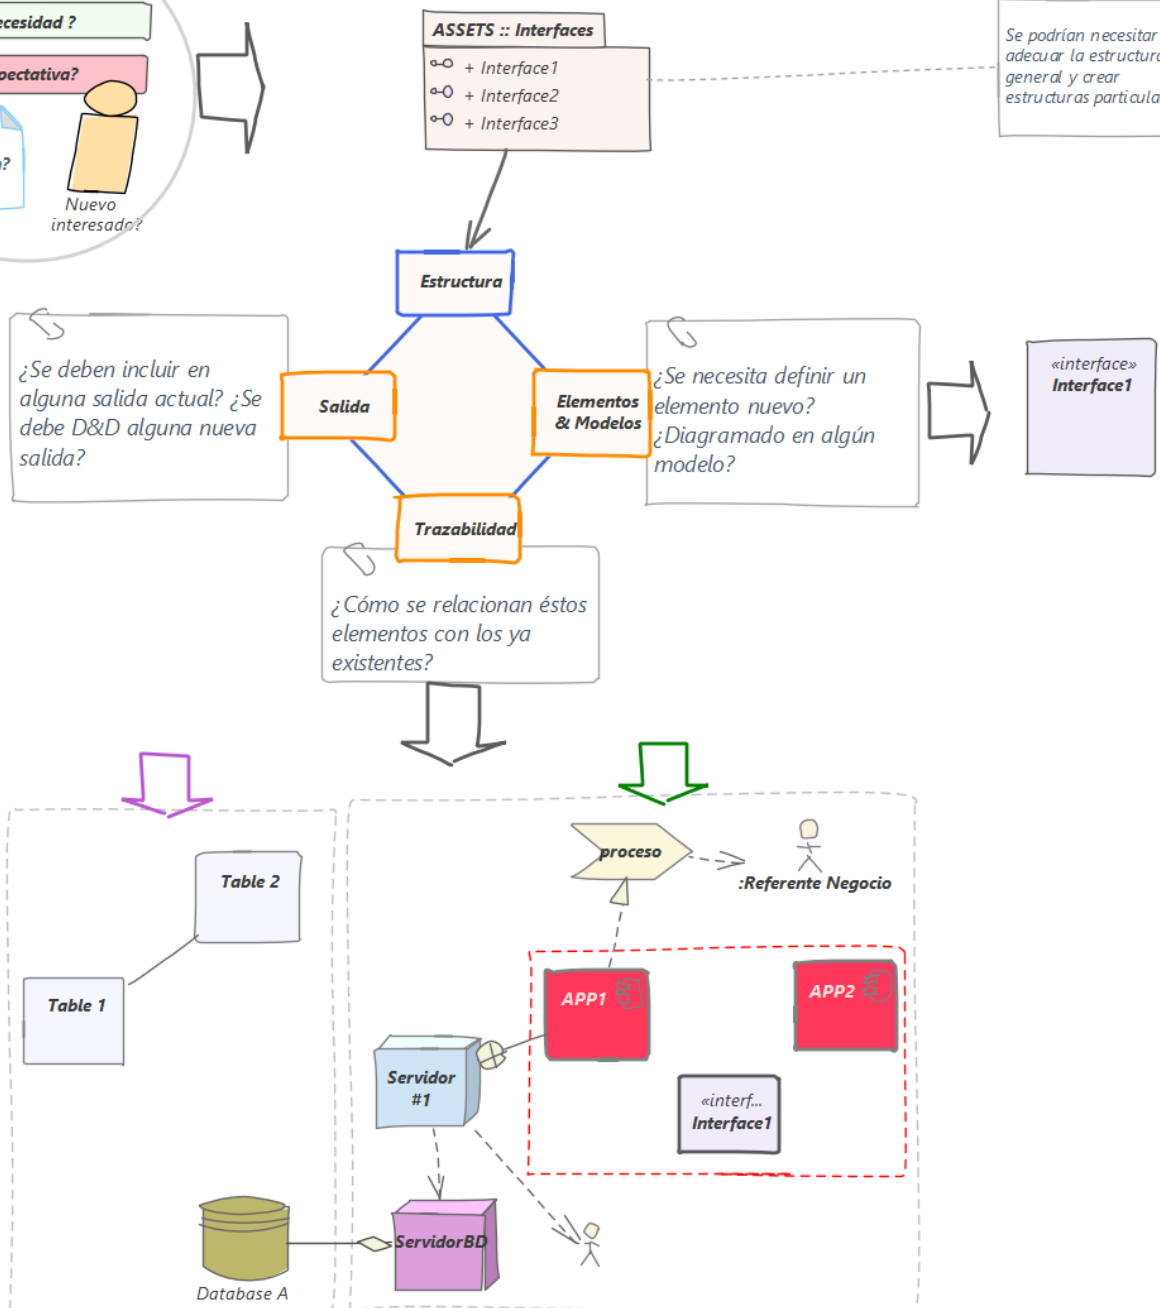 ecesidad ?
pectativa?
?
Nuevo
interesado?
ASSETS :: Interfaces
+ Interface1
+ Interface2
+ Interface3
Se podrían necesitar
adecuar la estructura
general y crear
estructuras particula
Estructura
¿Se deben incluir en
alguna salida actual? ¿Se
debe D&D alguna nueva
salida?
Salida
Elementos
& Modelos
¿Se necesita definir un
elemento nuevo?
¿Diagramado en algún
modelo?
«interface»
Interface1
Trazabilidad
¿Cómo se relacionan éstos
elementos con los ya
existentes?
Table 2
Table 1
proceso
:Referente Negocio
APP1
APP2
Servidor
#1
«interf...
Interface1
ServidorBD
Database A